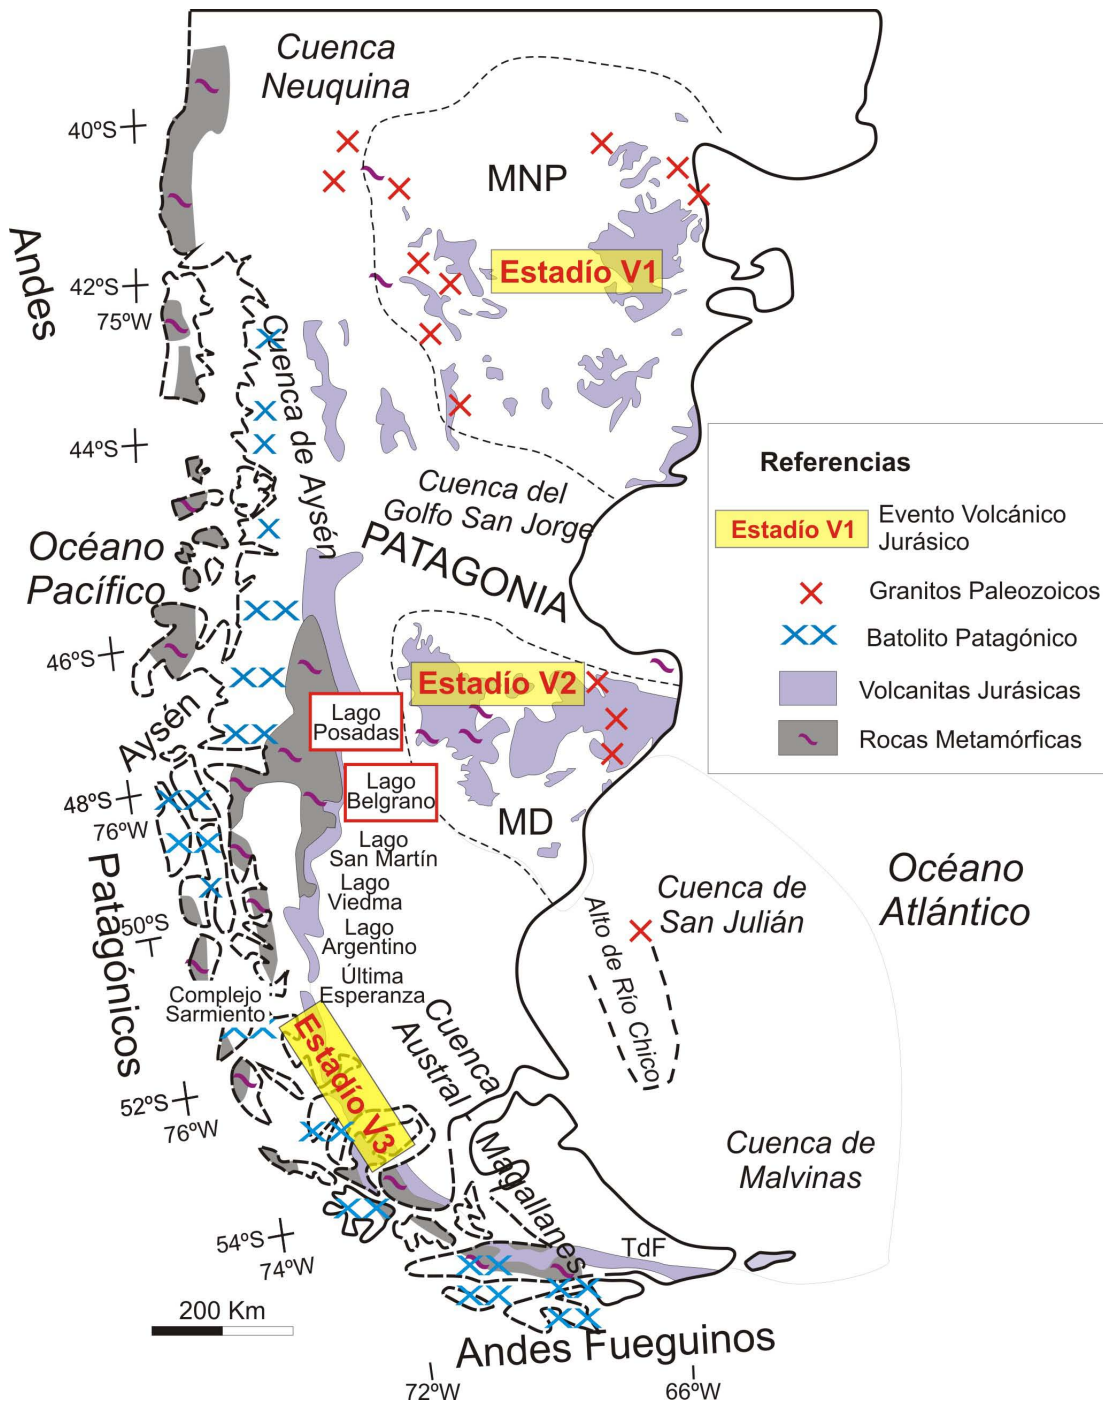 Cuenca
Neuquina
40ºS
MNP
Andes
Estadío V1
42ºS
75ºW
Cuenca de Aysén
44ºS
Cuenca del
Golfo San Jorge
PATAGONIA
Océano
Pacífico
46ºS
Estadío V2
Lago
Posadas
Aysén
Lago
Belgrano
48ºS
76ºW
MD
Lago
San Martín
Lago
Viedma
Lago
Argentino
Última
Esperanza
Patagónicos
50ºS
Complejo
Sarmiento
Estadío V3
Cuenca
Austral
Magallanes
Cuenca de
San Julián
Alto de Río Chico
Océano
Atlántico
52ºS
76ºW
Cuenca de
Malvinas
54ºS
74ºW
TdF
200 Km
Andes Fueguinos
72ºW
66ºW
Referencias
Estadío V1
Evento Volcánico
Jurásico
Granitos Paleozoicos
Batolito Patagónico
Volcanitas Jurásicas
Rocas Metamórficas